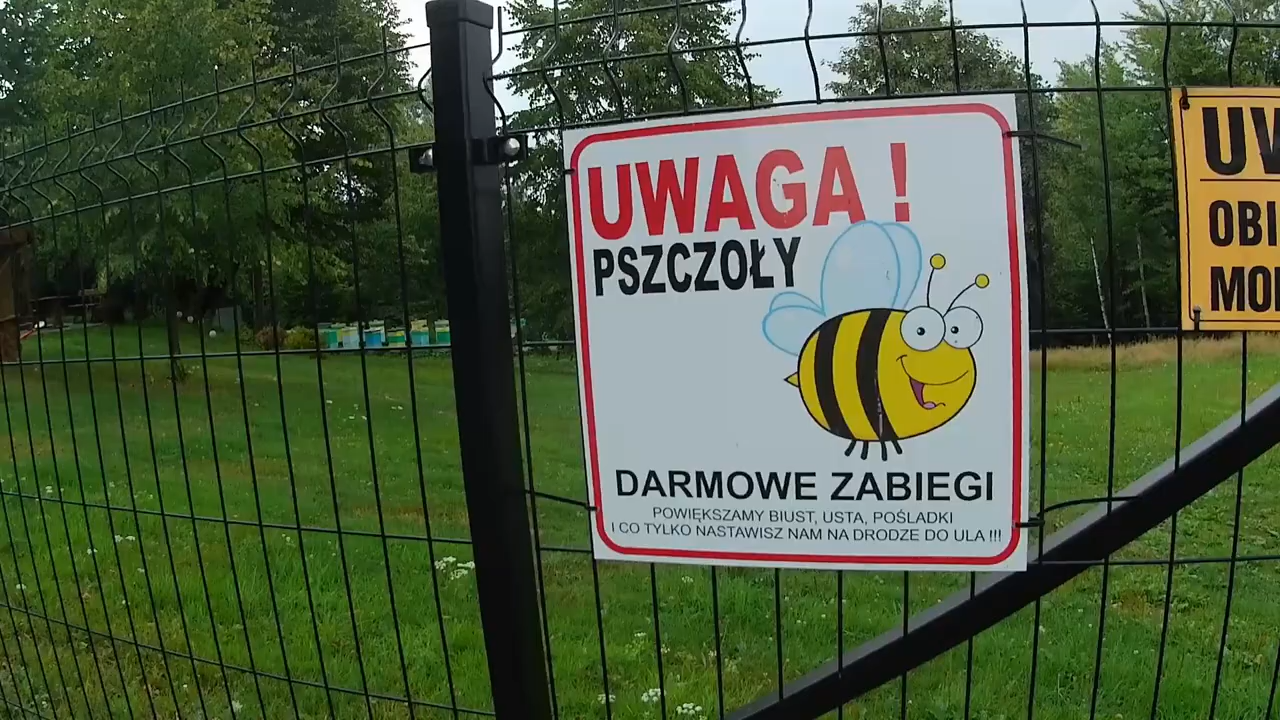 UWAGA !
PSZCZOŁY
DARMOWE ZABIEGI
POWIĘKSZAMY BIUST, USTA, POŚLADKI
I CO TYLKO NASTAWISZ NAM NA DRODZE DO ULA !!!